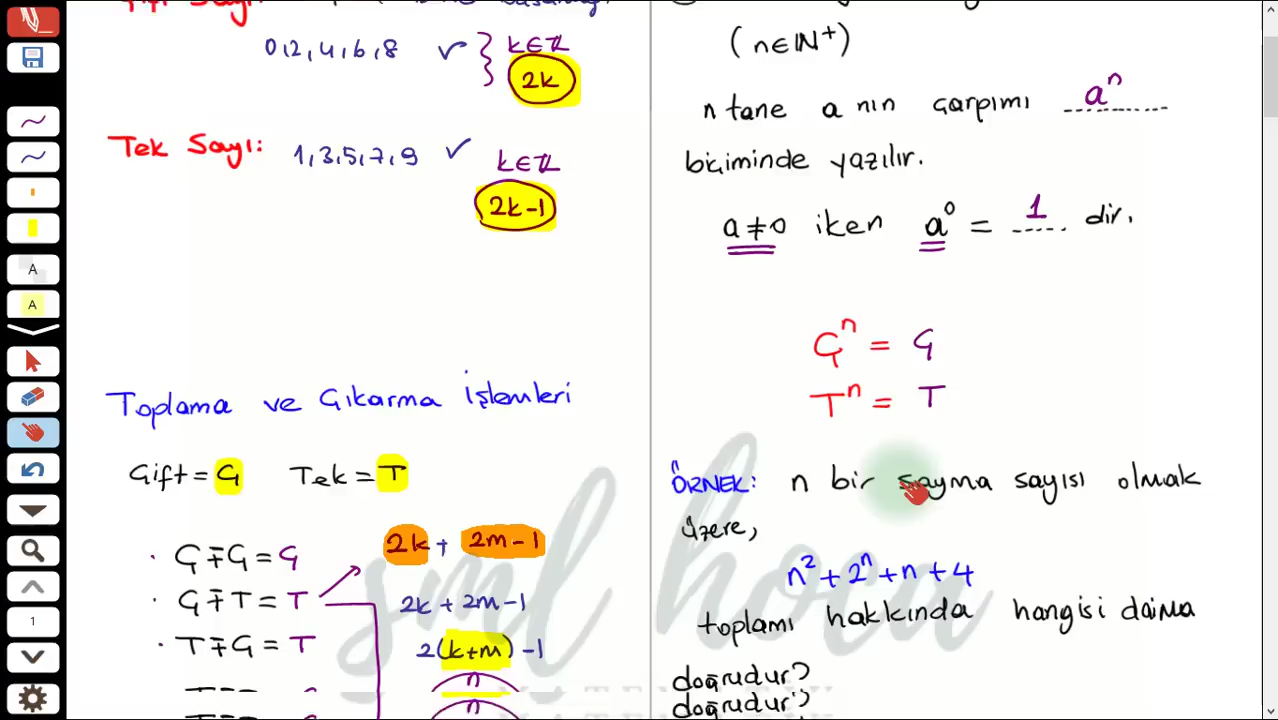 0,2,4,6,8 ✓ } k∈ℤ
2k
Tek Sayı: 1,3,5,7,9 ✓ k∈ℤ
2k-1
Toplama ve Çıkarma İşlemleri
Çift = Ç Tek = T
· Ç∓Ç = Ç
· Ç∓T = T
· T∓Ç = T
2k + 2m-1
2k + 2m-1
2(k+m)-1
n
n
(n∈ℕ⁺)
n tane a nın çarpımı aⁿ
biçiminde yazılır.
a≠0 iken a⁰ = 1 dir.
Çⁿ = Ç
Tⁿ = T
ÖRNEK: n bir sayma sayısı olmak
üzere,
n² + 2ⁿ + n + 4
toplamı hakkında hangisi daima
doğrudur?
doğrudur?
sml hoca
A
A
1